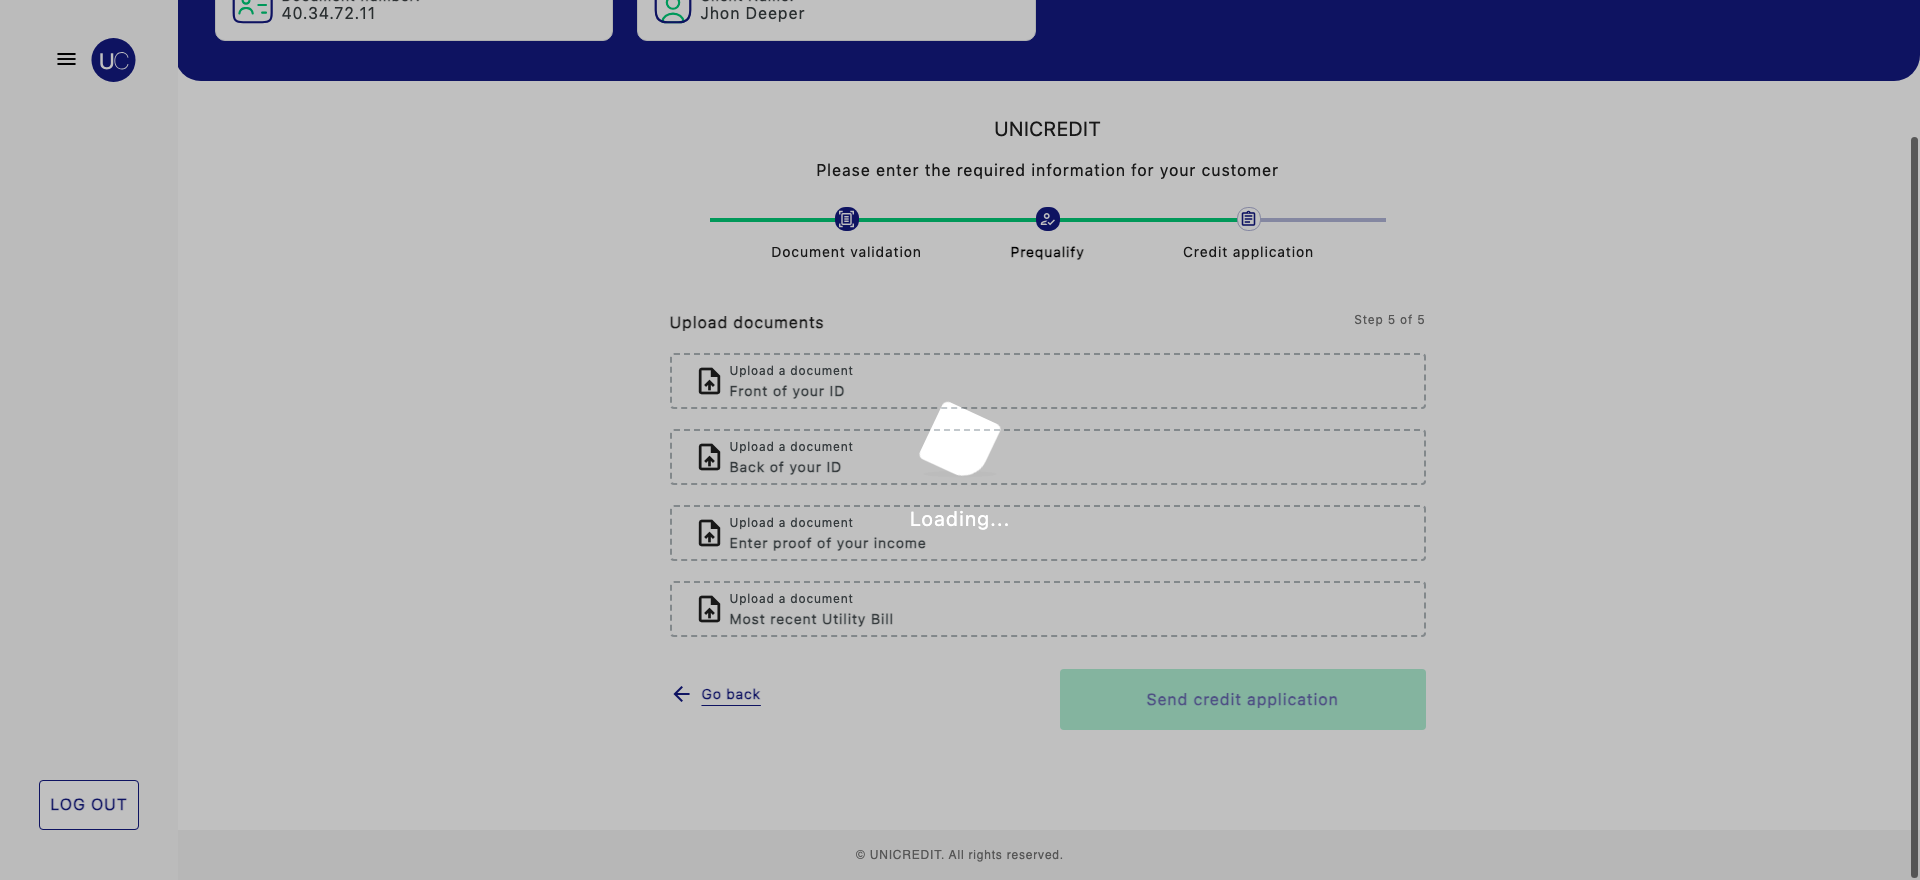 40.34.72.11
Jhon Deeper
UC
UNICREDIT
Please enter the required information for your customer
Document validation
Prequalify
Credit application
Upload documents
Step 5 of 5
Upload a document
Front of your ID
Upload a document
Back of your ID
Loading...
Upload a document
Enter proof of your income
Upload a document
Most recent Utility Bill
Go back
Send credit application
LOG OUT
© UNICREDIT. All rights reserved.